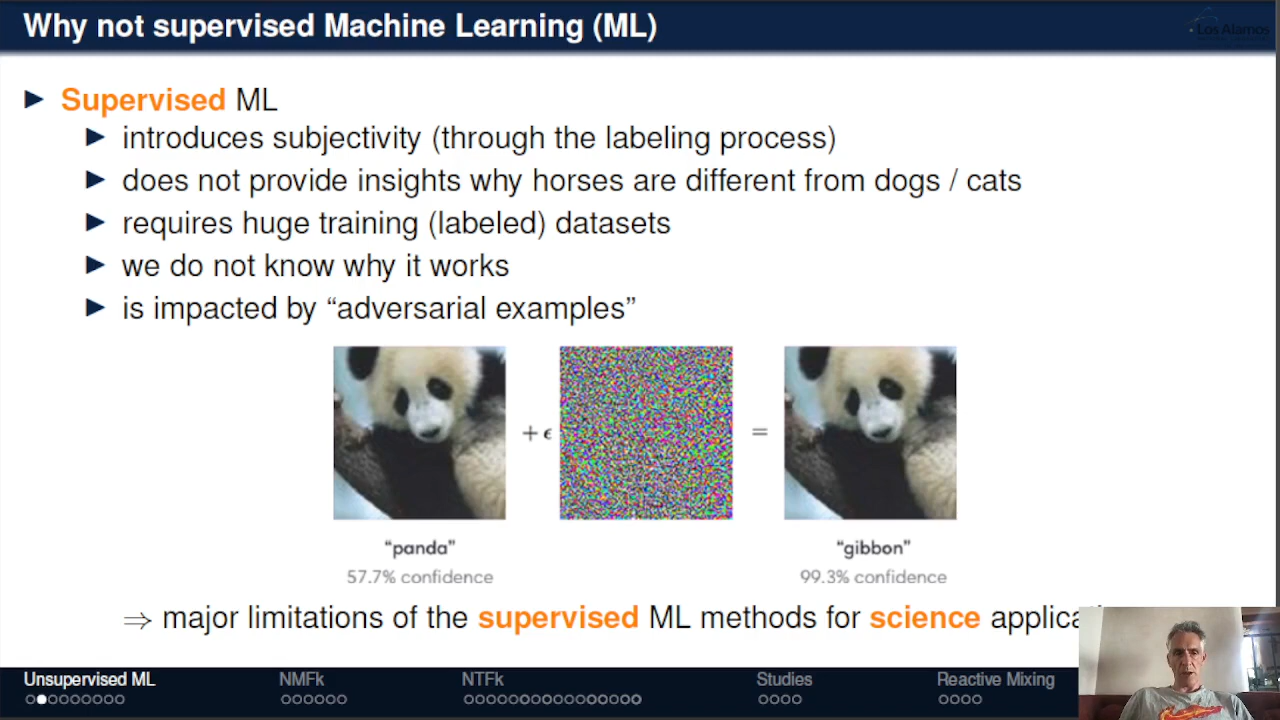 Why not supervised Machine Learning (ML)
Los Alamos
Supervised ML
introduces subjectivity (through the labeling process)
does not provide insights why horses are different from dogs / cats
requires huge training (labeled) datasets
we do not know why it works
is impacted by “adversarial examples”
+ ϵ
=
“panda”
“gibbon”
57.7% confidence
99.3% confidence
⇒ major limitations of the supervised ML methods for science
Unsupervised ML
NMFk
NTFk
Studies
Reactive Mixing